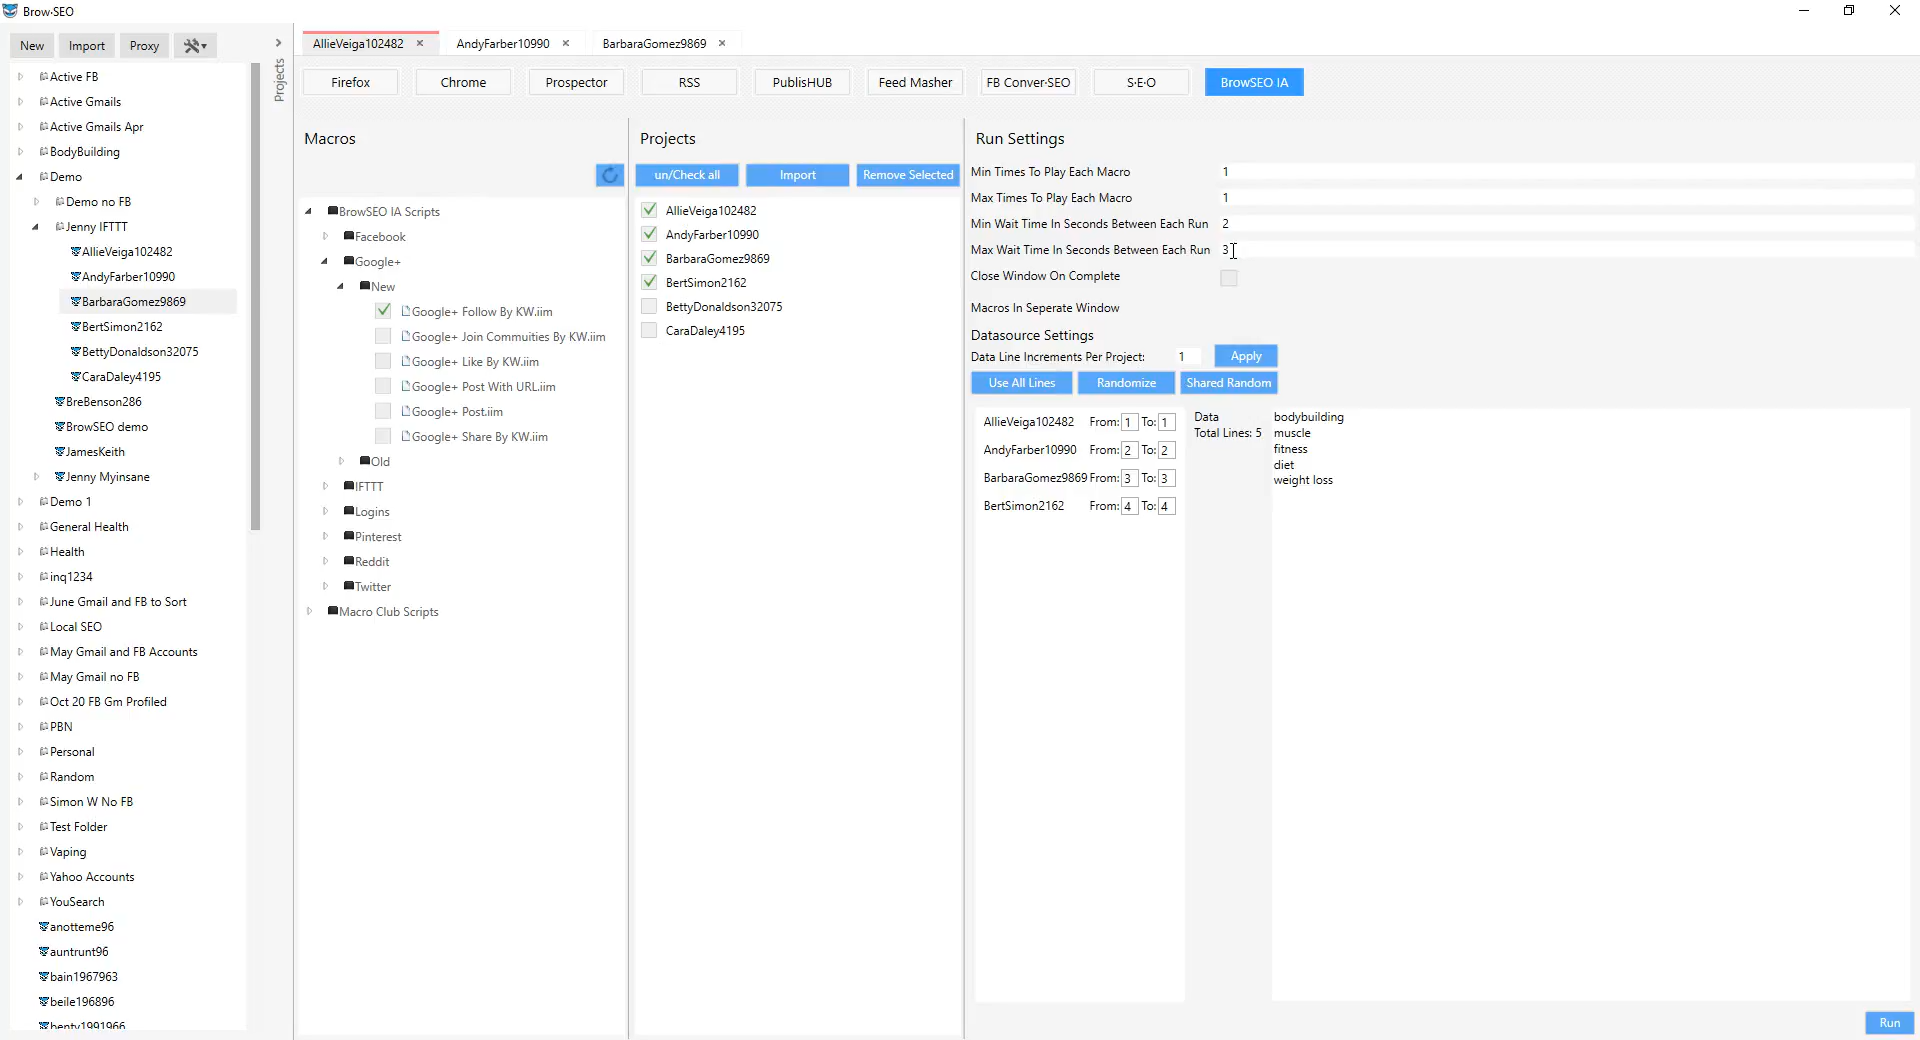 Brow·SEO
New
Import
Proxy
Active FB
Active Gmails
Active Gmails Apr
BodyBuilding
Demo
Demo no FB
Jenny IFTTT
AllieVeiga102482
AndyFarber10990
BarbaraGomez9869
BertSimon2162
BettyDonaldson32075
CaraDaley4195
BreBenson286
BrowSEO demo
JamesKeith
Jenny Myinsane
Demo 1
General Health
Health
inq1234
June Gmail and FB to Sort
Local SEO
May Gmail and FB Accounts
May Gmail no FB
Oct 20 FB Gm Profiled
PBN
Personal
Random
Simon W No FB
Test Folder
Vaping
Yahoo Accounts
YouSearch
anotteme96
auntrunt96
bain1967963
beile196896
benty1991966
Projects
AllieVeiga102482
AndyFarber10990
BarbaraGomez9869
Firefox
Chrome
Prospector
RSS
PublisHUB
Feed Masher
FB Conver·SEO
S·E·O
BrowSEO IA
Macros
BrowSEO IA Scripts
Facebook
Google+
New
Google+ Follow By KW.iim
Google+ Join Commuities By KW.iim
Google+ Like By KW.iim
Google+ Post With URL.iim
Google+ Post.iim
Google+ Share By KW.iim
Old
IFTTT
Logins
Pinterest
Reddit
Twitter
Macro Club Scripts
Projects
un/Check all
Import
Remove Selected
AllieVeiga102482
AndyFarber10990
BarbaraGomez9869
BertSimon2162
BettyDonaldson32075
CaraDaley4195
Run Settings
Min Times To Play Each Macro 1
Max Times To Play Each Macro 1
Min Wait Time In Seconds Between Each Run 2
Max Wait Time In Seconds Between Each Run 3
Close Window On Complete
Macros In Seperate Window
Datasource Settings
Data Line Increments Per Project: 1 Apply
Use All Lines
Randomize
Shared Random
AllieVeiga102482 From: 1 To: 1
AndyFarber10990 From: 2 To: 2
BarbaraGomez9869 From: 3 To: 3
BertSimon2162 From: 4 To: 4
Data
Total Lines: 5
bodybuilding
muscle
fitness
diet
weight loss
Run